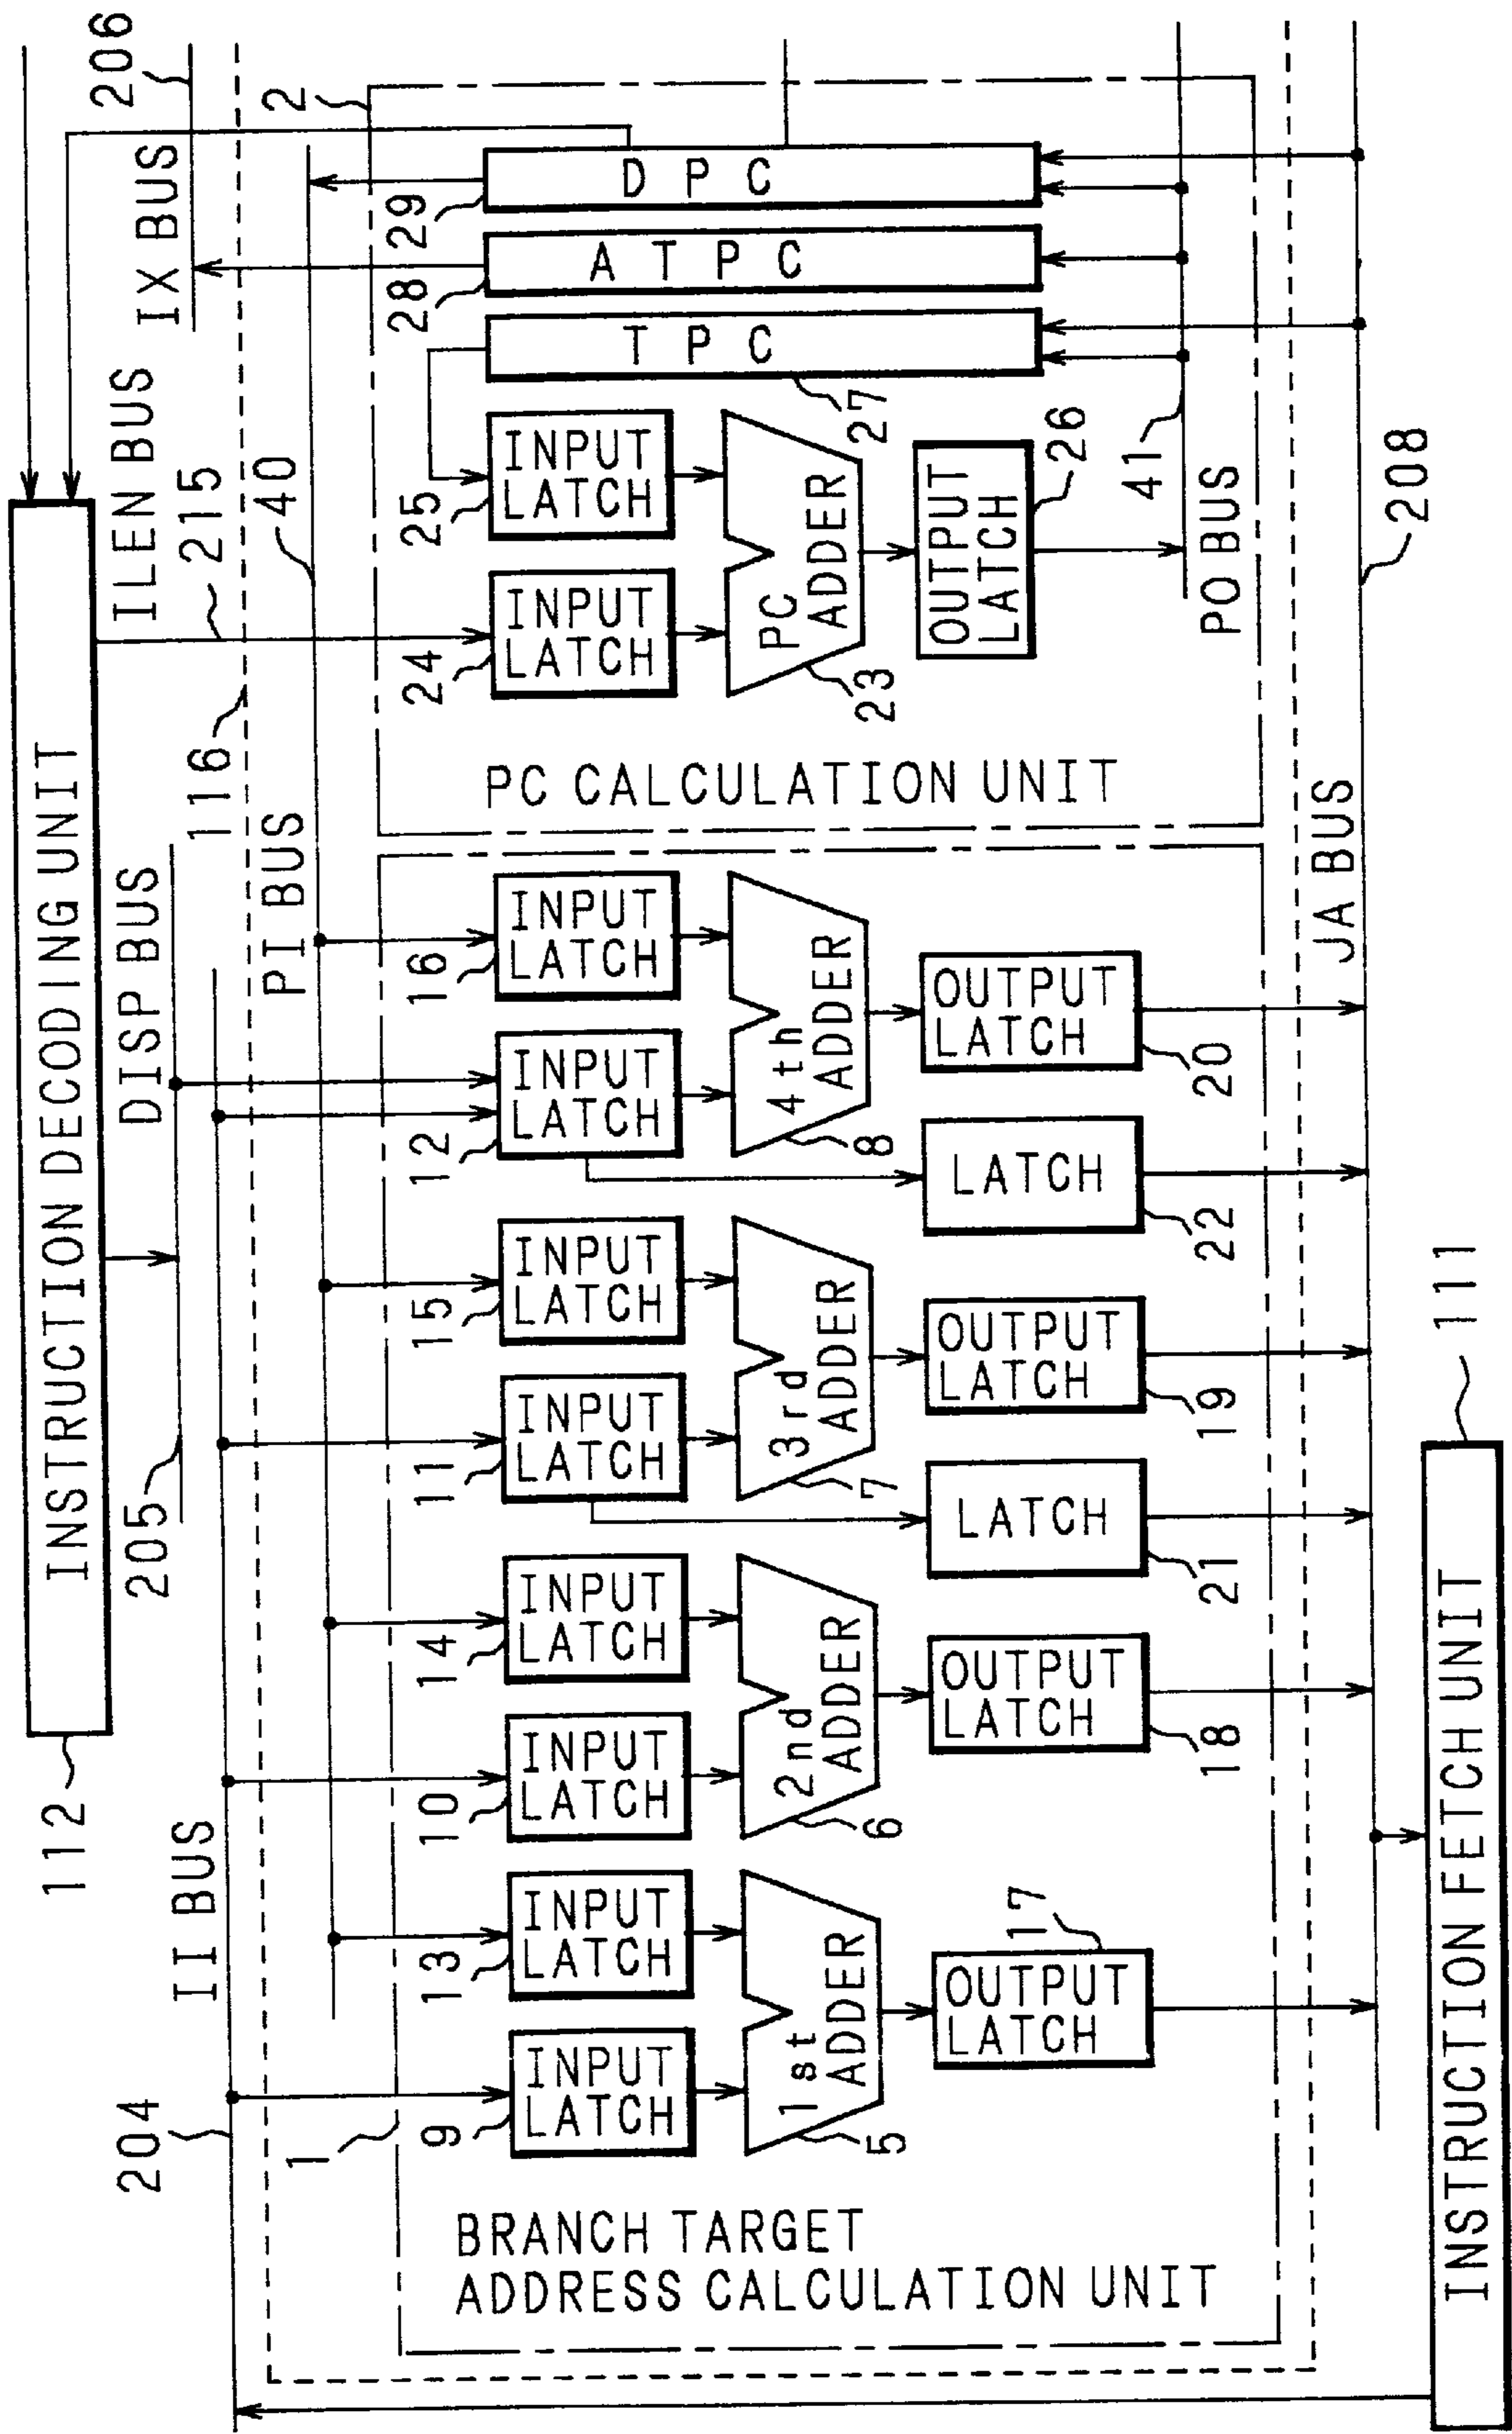 INSTRUCTION DECODING UNIT
112
II BUS
204
205
DISP BUS
116
ILEN BUS
215
IX BUS
206
PI BUS
40
2
1
9
INPUT
LATCH
13
INPUT
LATCH
10
INPUT
LATCH
14
INPUT
LATCH
11
INPUT
LATCH
15
INPUT
LATCH
12
INPUT
LATCH
16
INPUT
LATCH
24
INPUT
LATCH
25
INPUT
LATCH
27
TPC
28
ATPC
29
DPC
1st
ADDER
5
2nd
ADDER
6
3rd
ADDER
7
4th
ADDER
8
PC
ADDER
23
OUTPUT
LATCH
17
OUTPUT
LATCH
18
LATCH
21
OUTPUT
LATCH
19
LATCH
22
OUTPUT
LATCH
20
OUTPUT
LATCH
26
41
PO BUS
BRANCH TARGET
ADDRESS CALCULATION UNIT
PC CALCULATION UNIT
JA BUS
208
INSTRUCTION FETCH UNIT
111